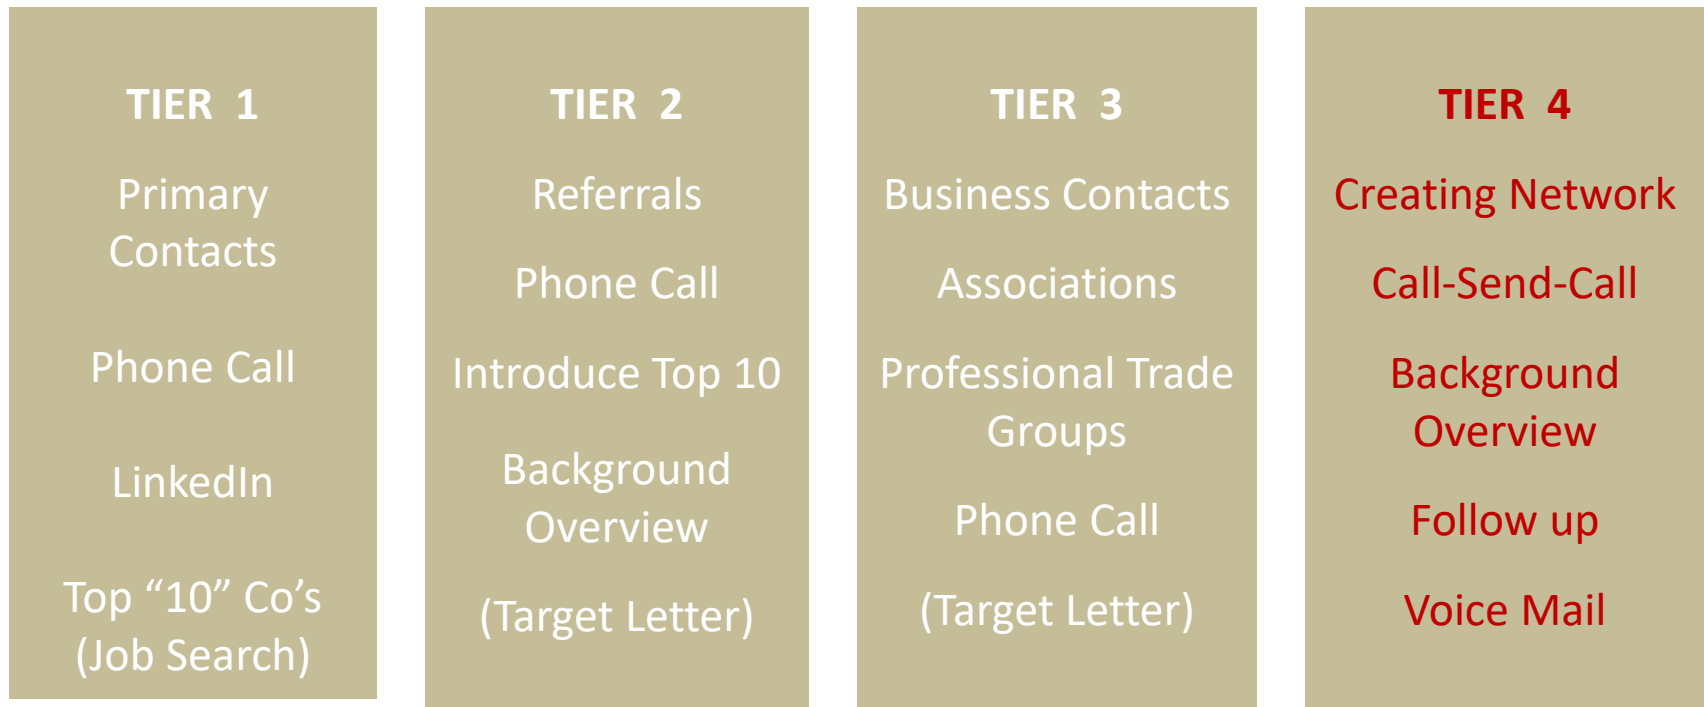 TIER 1
Primary
Contacts
Phone Call
LinkedIn
Top “10” Co’s
(Job Search)
TIER 2
Referrals
Phone Call
Introduce Top 10
Background
Overview
(Target Letter)
TIER 3
Business Contacts
Associations
Professional Trade
Groups
Phone Call
(Target Letter)
TIER 4
Creating Network
Call-Send-Call
Background
Overview
Follow up
Voice Mail